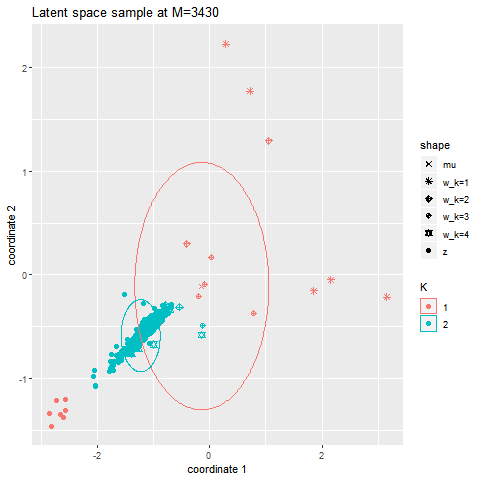 Latent space sample at M=3430
2
1
0
-1
coordinate 2
-2
0
2
coordinate 1
shape
mu
w_k=1
w_k=2
w_k=3
w_k=4
z
K
1
2